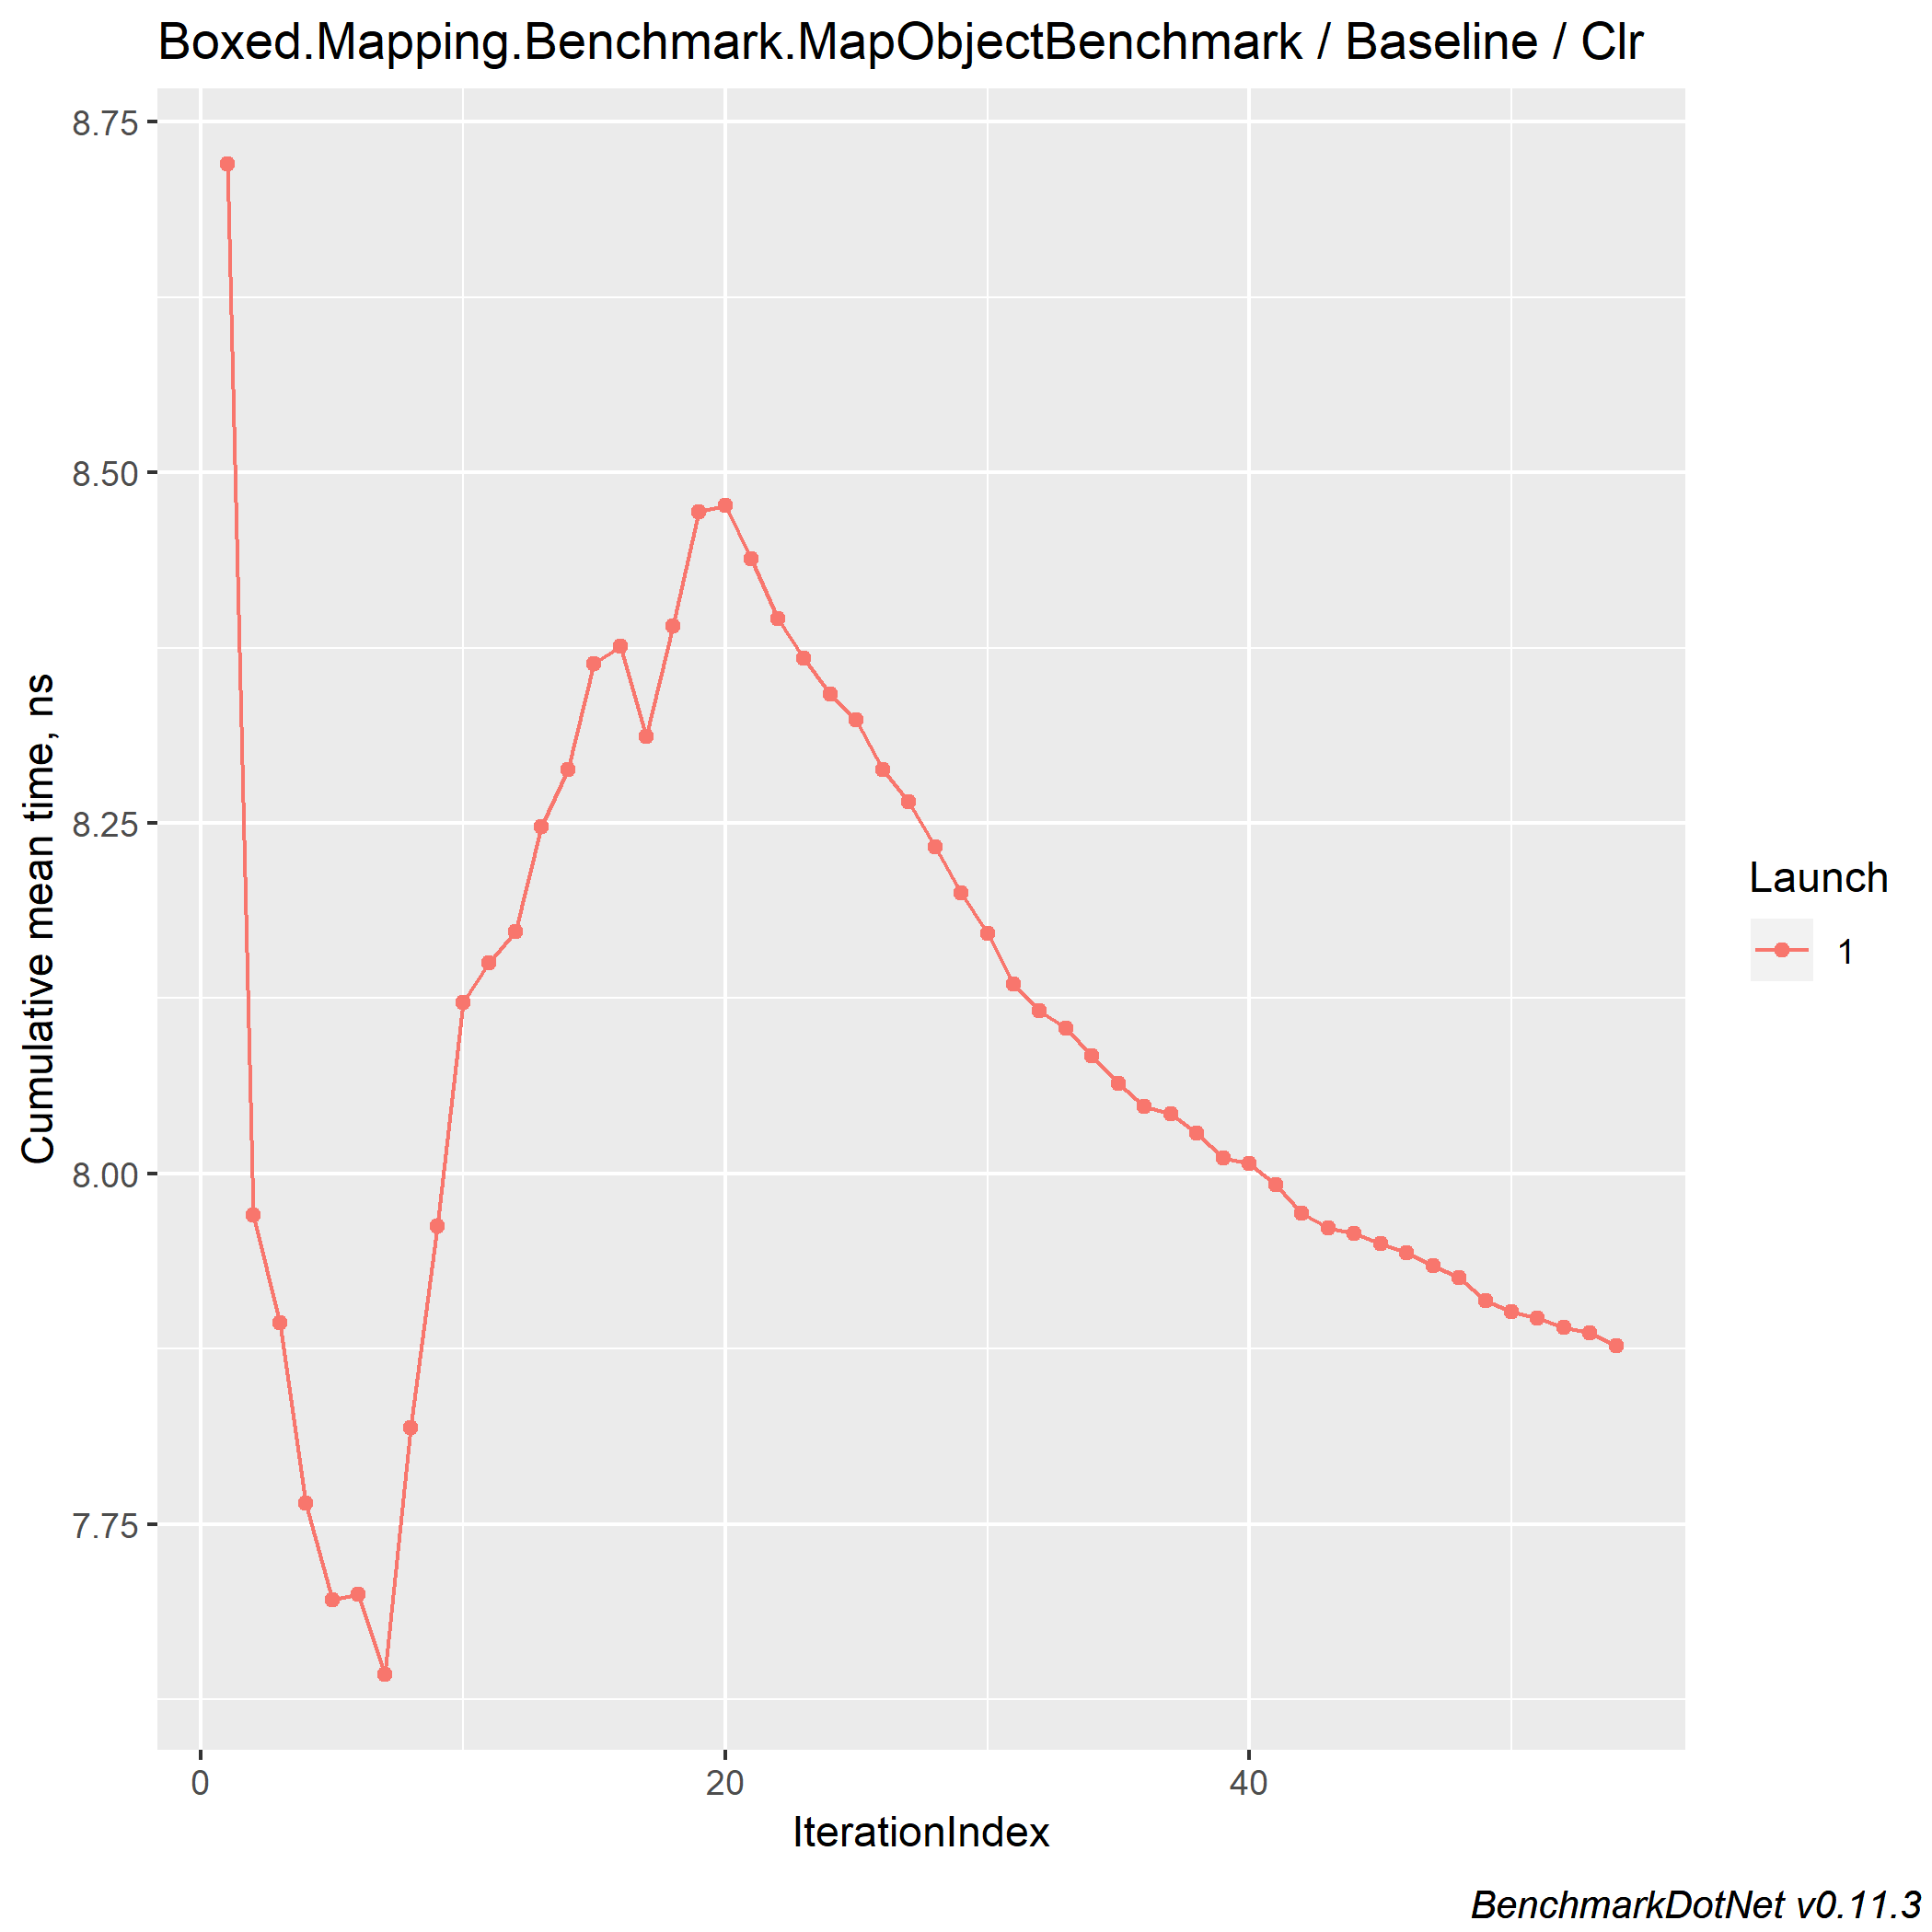 Boxed.Mapping.Benchmark.MapObjectBenchmark / Baseline / Clr
Cumulative mean time, ns
8.75
8.50
8.25
8.00
7.75
0 20 40
IterationIndex
Launch
1
BenchmarkDotNet v0.11.3